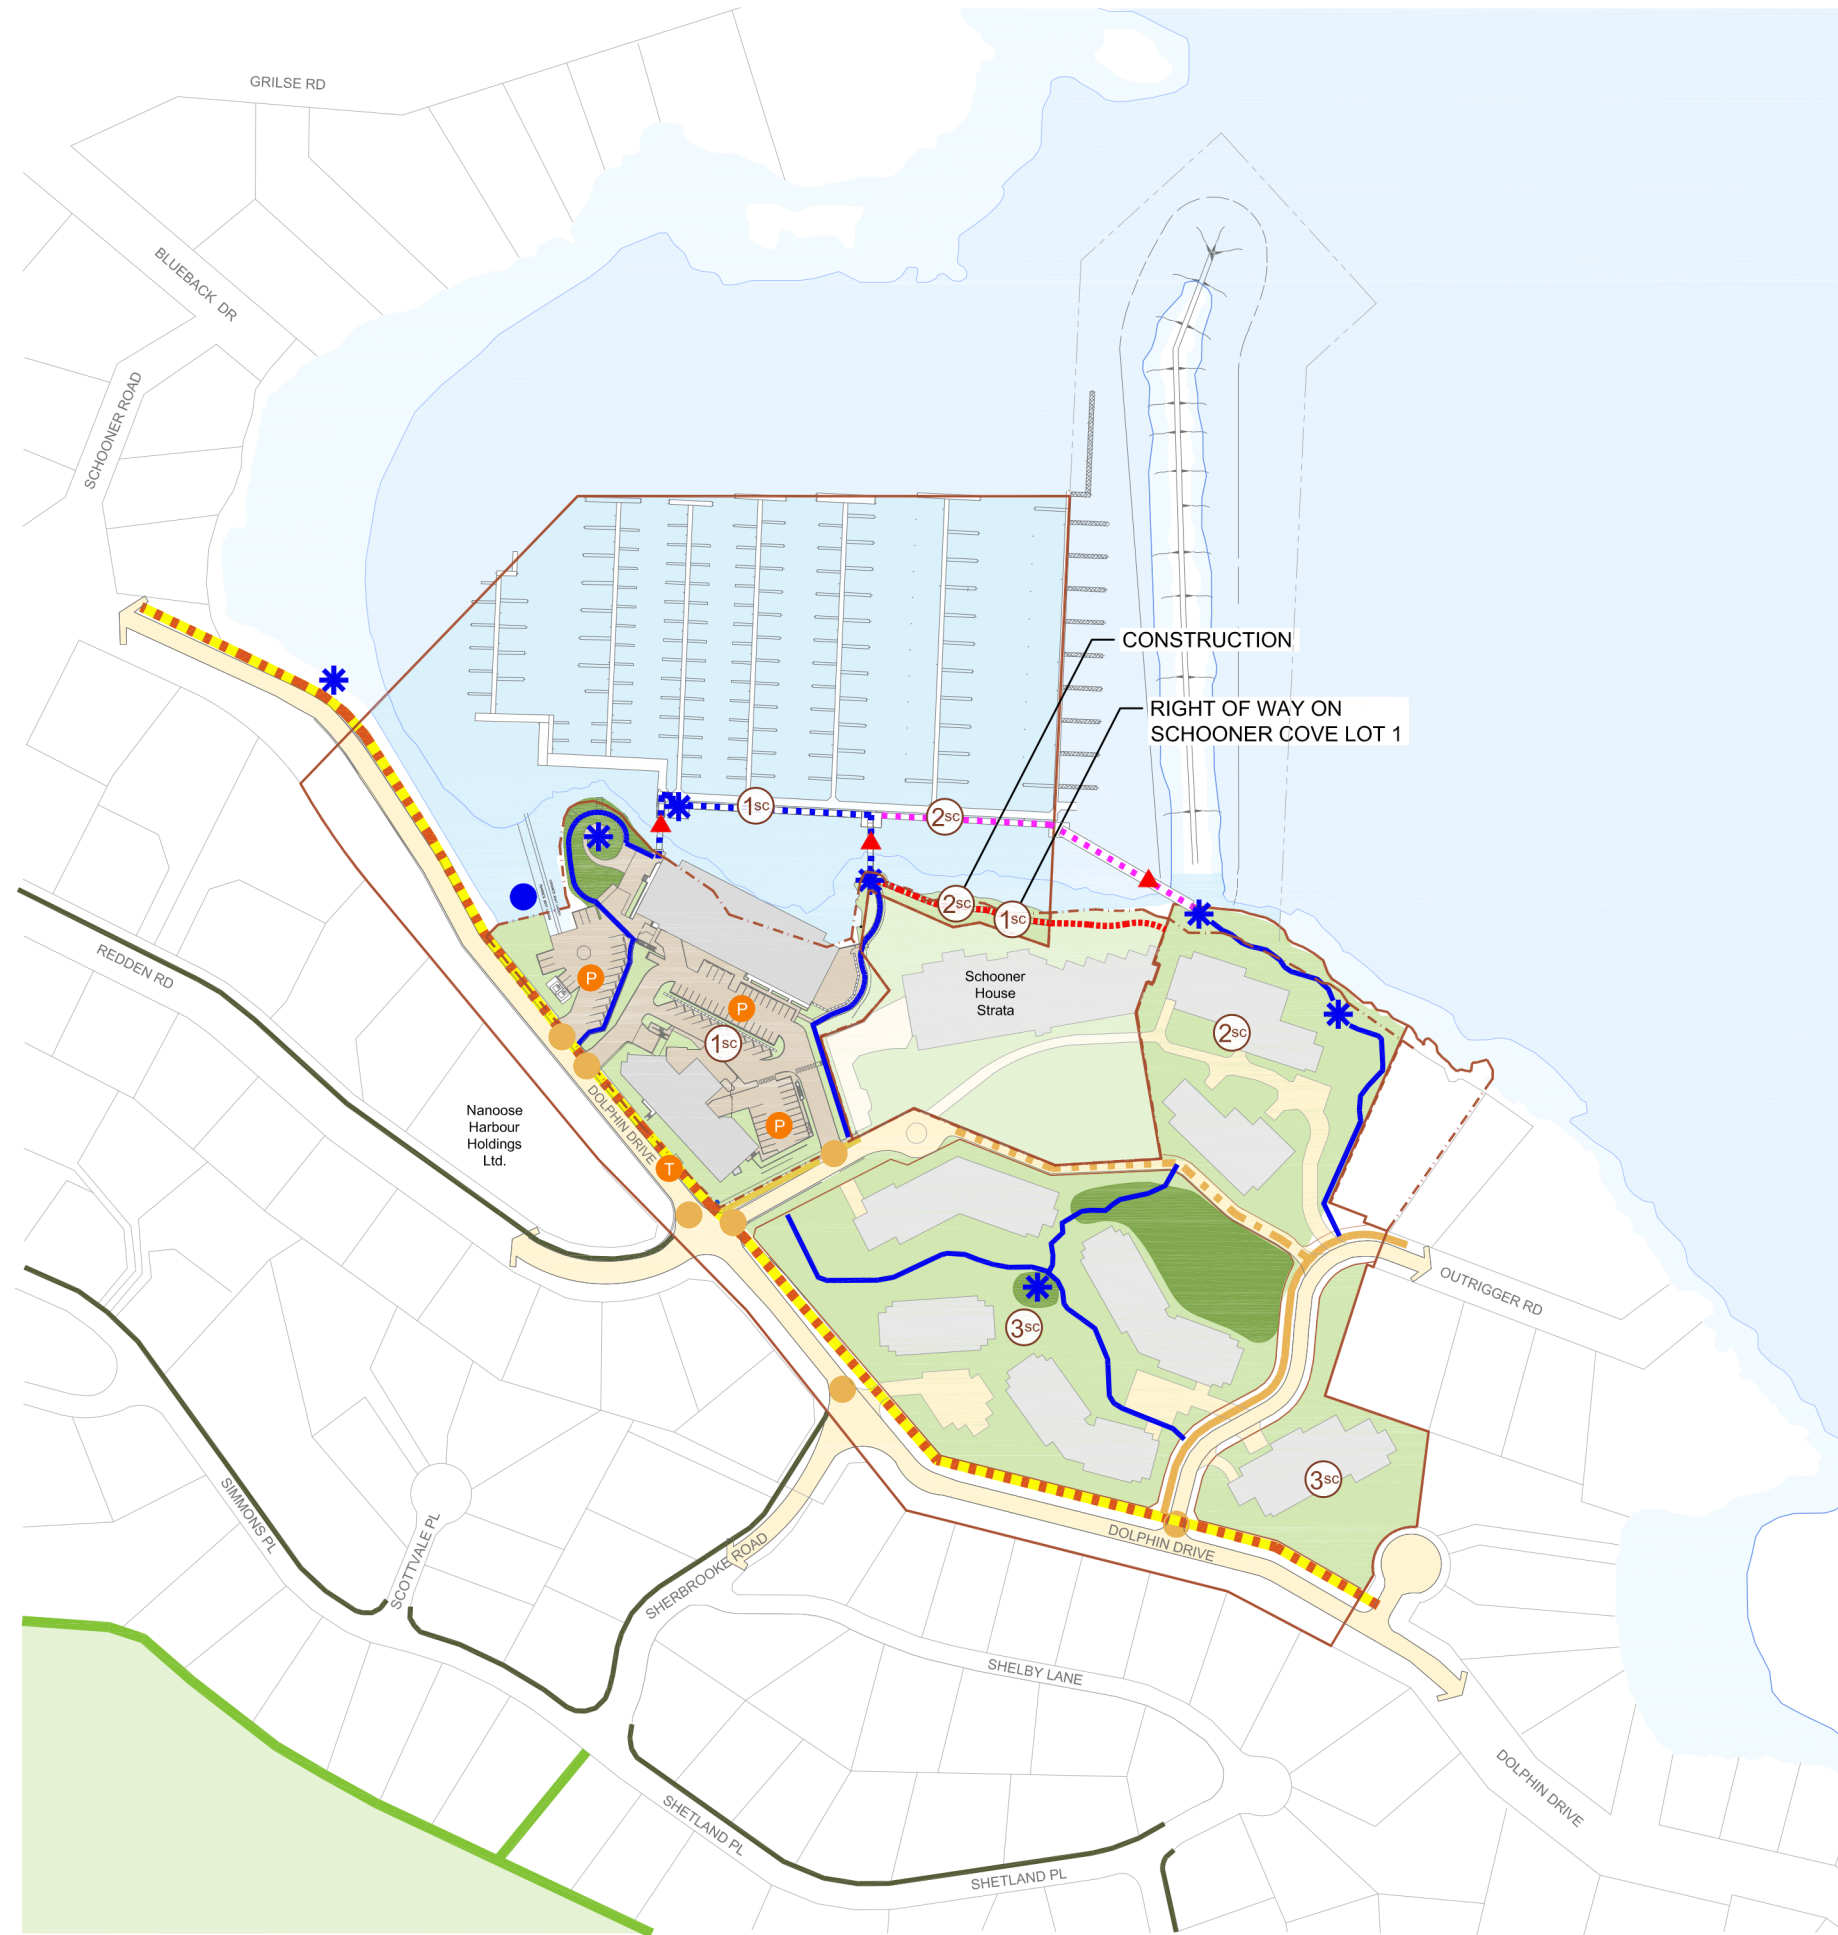 GRILSE RD
BLUEBACK DR
SCHOONER ROAD
CONSTRUCTION
RIGHT OF WAY ON
SCHOONER COVE LOT 1
1sc
2sc
2sc
1sc
REDDEN RD
P
P
Schooner
House
Strata
1sc
2sc
Nanoose
Harbour
Holdings
Ltd.
DOLPHIN DRIVE
P
T
OUTRIGGER RD
3sc
3sc
SIMMONS PL
SCOTTVALE PL
SHERBROOKE ROAD
DOLPHIN DRIVE
SHELBY LANE
DOLPHIN DRIVE
SHETLAND PL
SHETLAND PL